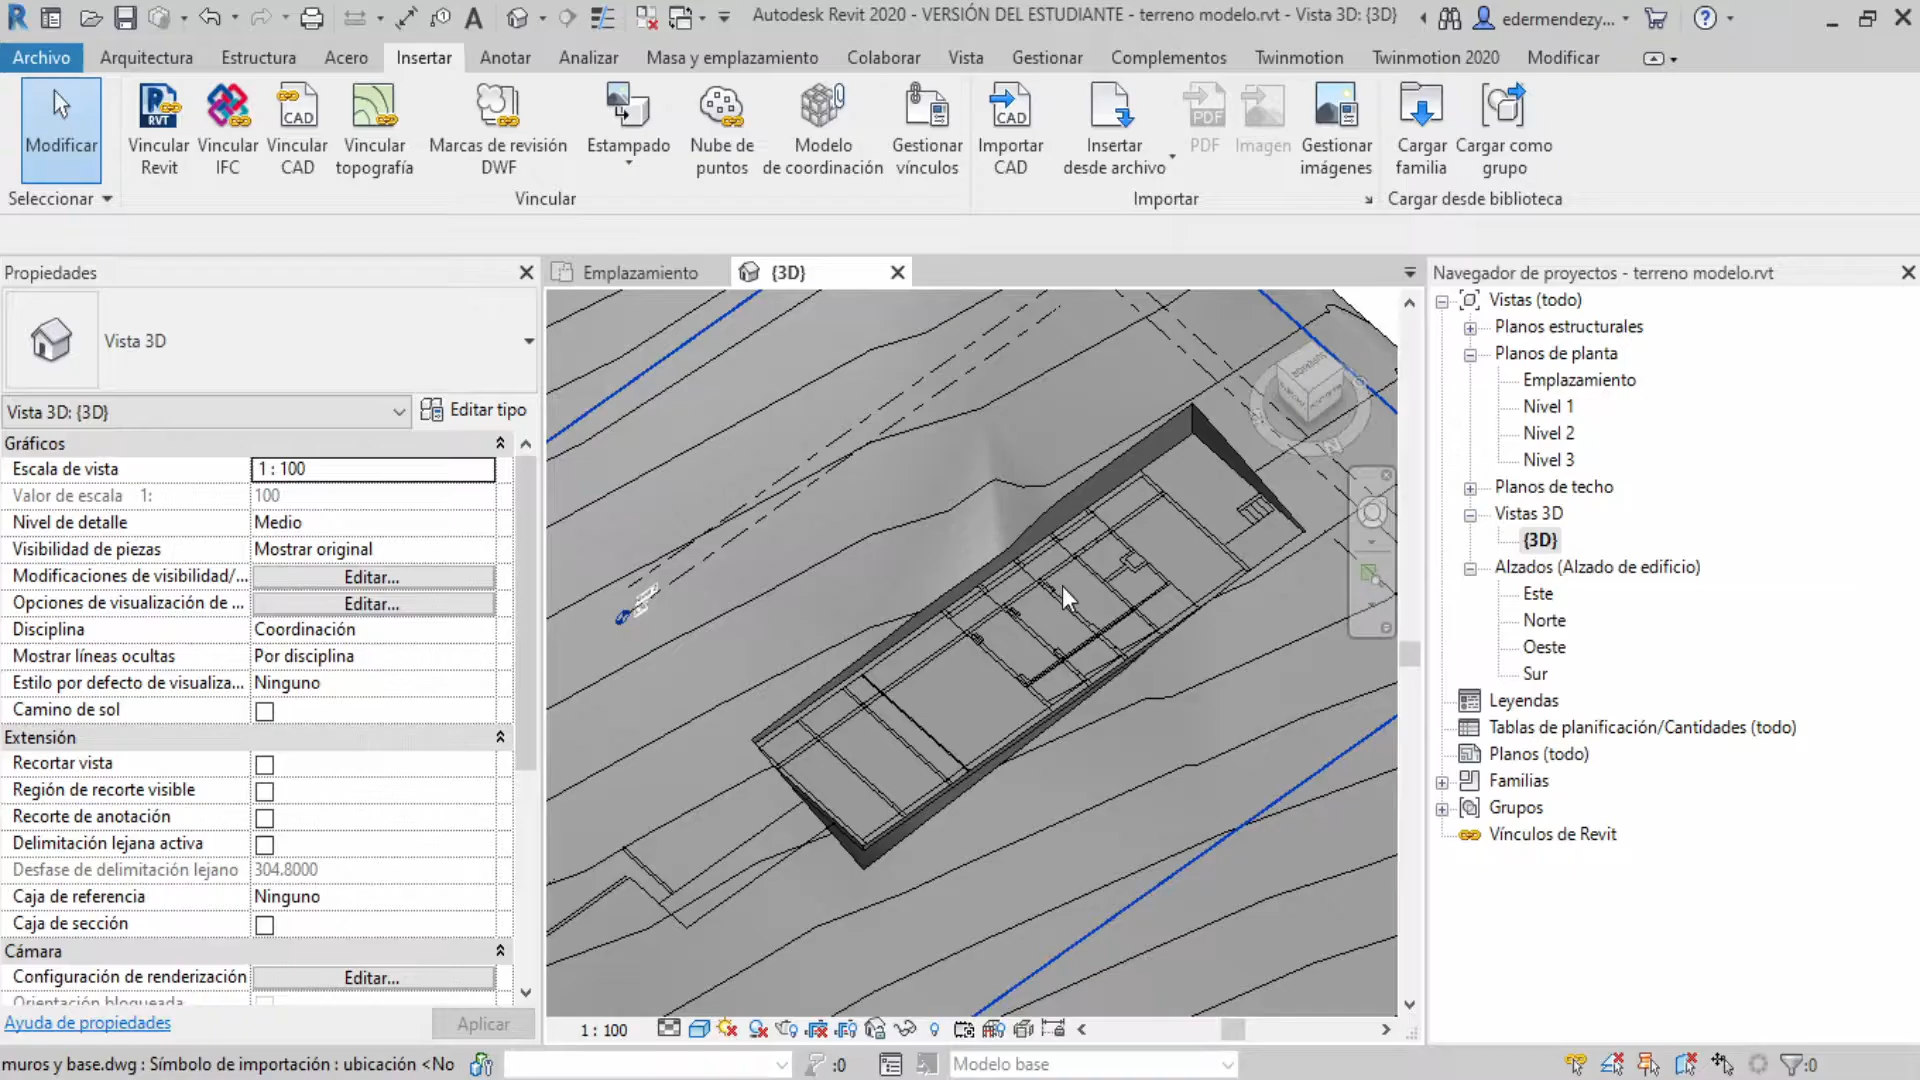 Autodesk Revit 2020 - VERSIÓN DEL ESTUDIANTE - terreno modelo.rvt - Vista 3D: {3D}
edermendezy...
Archivo Arquitectura Estructura Acero Insertar Anotar Analizar Masa y emplazamiento Colaborar Vista Gestionar Complementos Twinmotion Twinmotion 2020 Modificar
Modificar
Vincular Revit
Vincular IFC
Vincular CAD
Vincular topografía
Marcas de revisión DWF
Estampado
Nube de puntos
Modelo de coordinación
Gestionar vínculos
Importar CAD
Insertar desde archivo
PDF
Imagen
Gestionar imágenes
Cargar familia
Cargar como grupo
Seleccionar
Vincular
Importar
Cargar desde biblioteca
Propiedades
Vista 3D
Vista 3D: {3D}
Editar tipo
Gráficos
Escala de vista 1 : 100
Valor de escala 1: 100
Nivel de detalle Medio
Visibilidad de piezas Mostrar original
Modificaciones de visibilidad/... Editar...
Opciones de visualización de ... Editar...
Disciplina Coordinación
Mostrar líneas ocultas Por disciplina
Estilo por defecto de visualiza... Ninguno
Camino de sol
Extensión
Recortar vista
Región de recorte visible
Recorte de anotación
Delimitación lejana activa
Desfase de delimitación lejano 304.8000
Caja de referencia Ninguno
Caja de sección
Cámara
Configuración de renderización Editar...
Orientación bloqueada
Ayuda de propiedades
Aplicar
Emplazamiento
{3D}
1 : 100
Navegador de proyectos - terreno modelo.rvt
Vistas (todo)
Planos estructurales
Planos de planta
Emplazamiento
Nivel 1
Nivel 2
Nivel 3
Planos de techo
Vistas 3D
{3D}
Alzados (Alzado de edificio)
Este
Norte
Oeste
Sur
Leyendas
Tablas de planificación/Cantidades (todo)
Planos (todo)
Familias
Grupos
Vínculos de Revit
muros y base.dwg : Símbolo de importación : ubicación <No
:0
Modelo base
:0